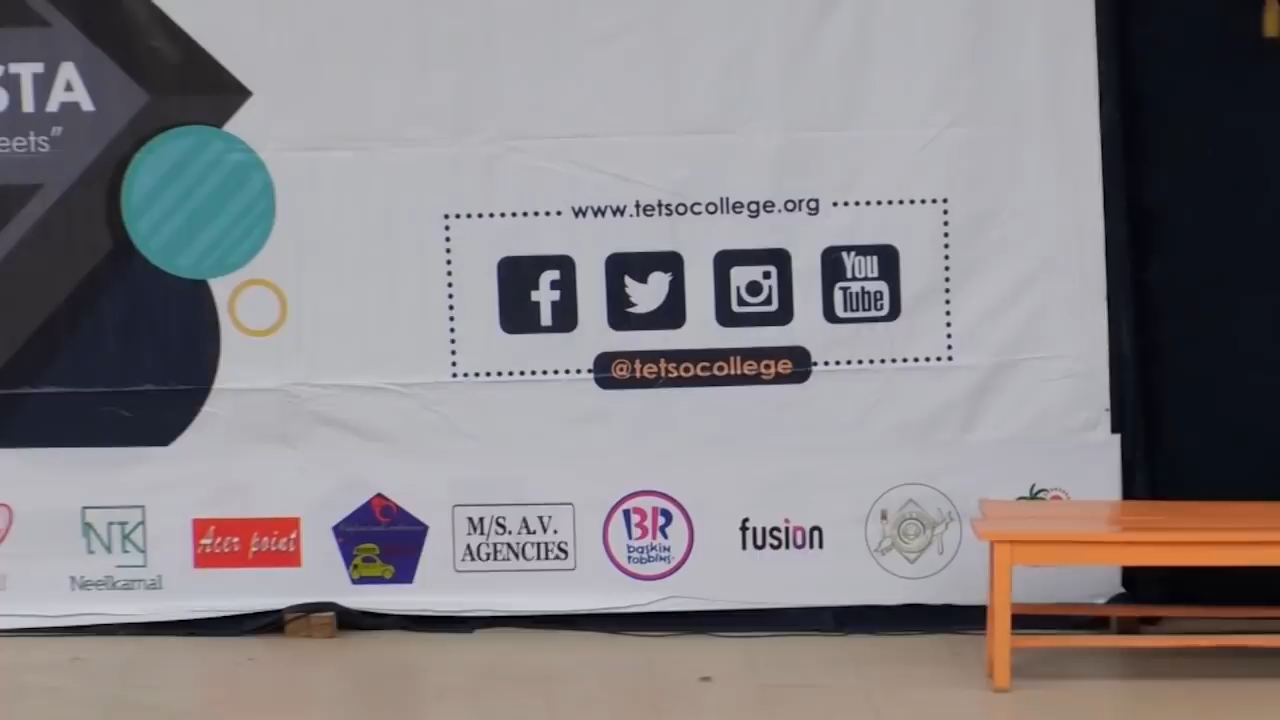 STA
eets”
www.tetsocollege.org
f
You
Tube
@tetsocollege
NK
Neelkamal
Acer point
M/S. A.V.
AGENCIES
BR
baskin
robbins
fusion